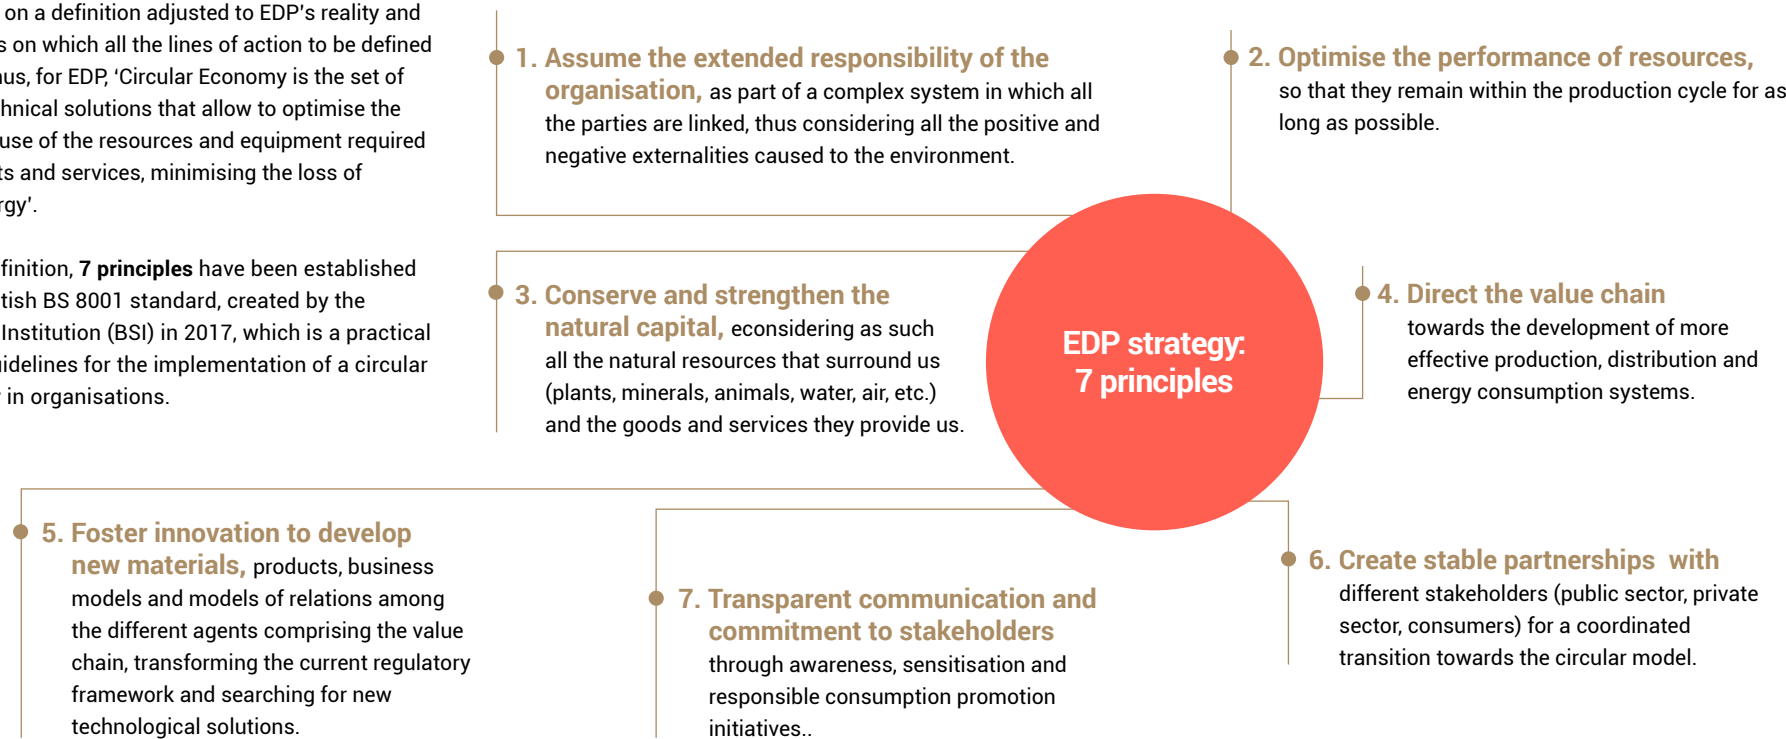 on a definition adjusted to EDP's reality and
s on which all the lines of action to be defined
us, for EDP, ‘Circular Economy is the set of
hnical solutions that allow to optimise the
use of the resources and equipment required
ts and services, minimising the loss of
rgy’.
finition, 7 principles have been established
tish BS 8001 standard, created by the
Institution (BSI) in 2017, which is a practical
idelines for the implementation of a circular
in organisations.
1. Assume the extended responsibility of the
organisation, as part of a complex system in which all
the parties are linked, thus considering all the positive and
negative externalities caused to the environment.
2. Optimise the performance of resources,
so that they remain within the production cycle for as
long as possible.
3. Conserve and strengthen the
natural capital, econsidering as such
all the natural resources that surround us
(plants, minerals, animals, water, air, etc.)
and the goods and services they provide us.
EDP strategy:
7 principles
4. Direct the value chain
towards the development of more
effective production, distribution and
energy consumption systems.
5. Foster innovation to develop
new materials, products, business
models and models of relations among
the different agents comprising the value
chain, transforming the current regulatory
framework and searching for new
technological solutions.
7. Transparent communication and
commitment to stakeholders
through awareness, sensitisation and
responsible consumption promotion
initiatives..
6. Create stable partnerships  with
different stakeholders (public sector, private
sector, consumers) for a coordinated
transition towards the circular model.